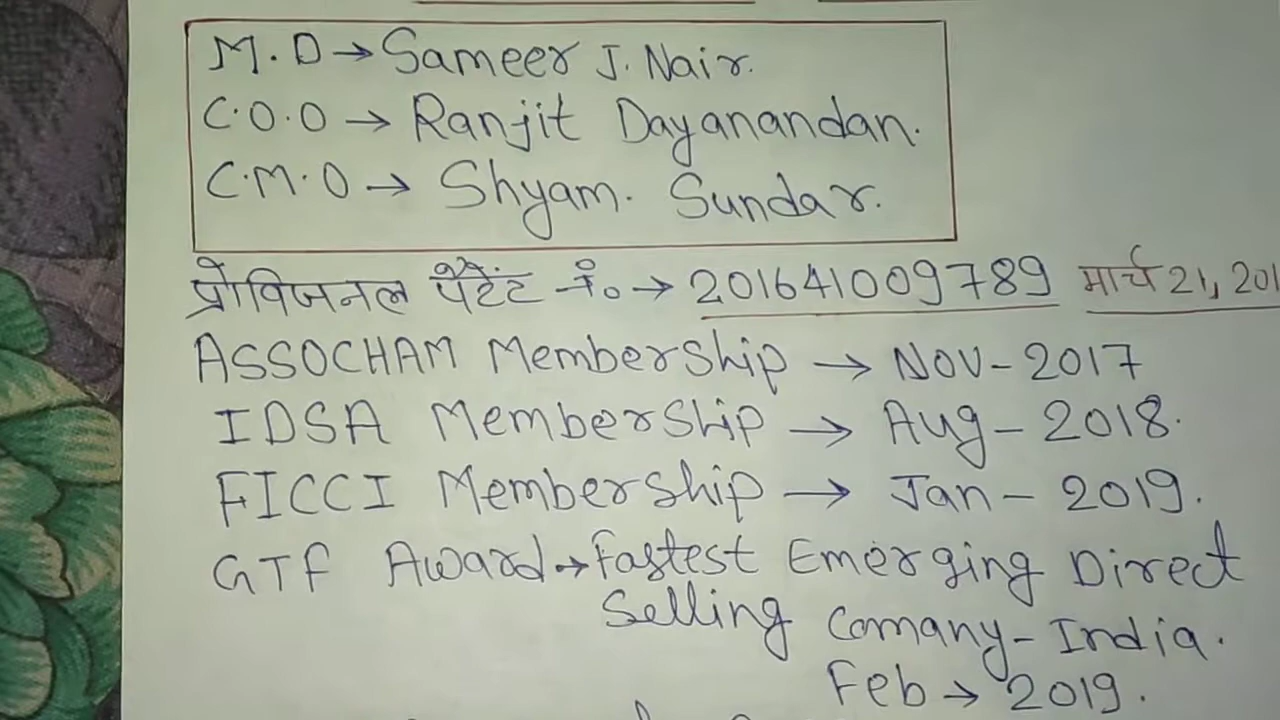 M.D → Sameer J. Nair.
C.O.O → Ranjit Dayanandan.
C.M.O → Shyam. Sundar.
प्रोविजनल पेटेंट नं० → 201641009789 मार्च 21, 201
ASSOCHAM Membership → Nov-2017
IDSA Membership → Aug-2018.
FICCI Membership → Jan-2019.
GTF Award → Fastest Emerging Direct
Selling Comany-India.
Feb → 2019.